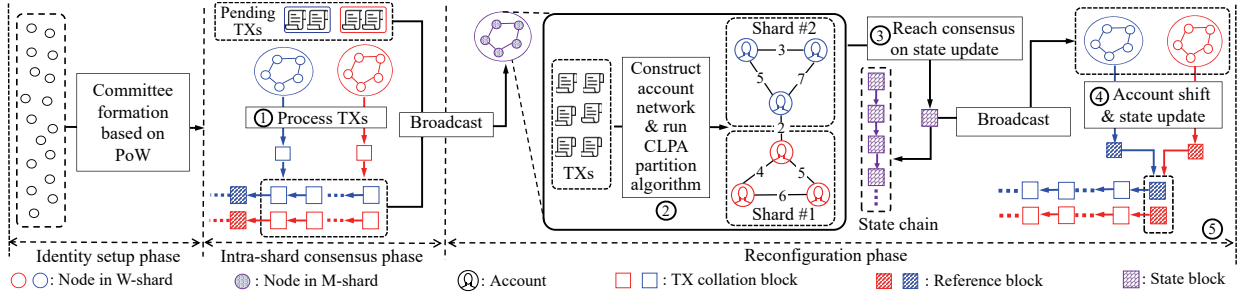 Committee
formation
based on
PoW
Pending
TXs
1 Process TXs
Broadcast
TXs
Construct
account
network
& run
CLPA
partition
algorithm
2
Shard #2
3
5
7
2
4
5
6
Shard #1
3 Reach consensus
on state update
State chain
Broadcast
4 Account shift
& state update
5
Identity setup phase
Intra-shard consensus phase
Reconfiguration phase
: Node in W-shard
: Node in M-shard
: Account
: TX collation block
: Reference block
: State block